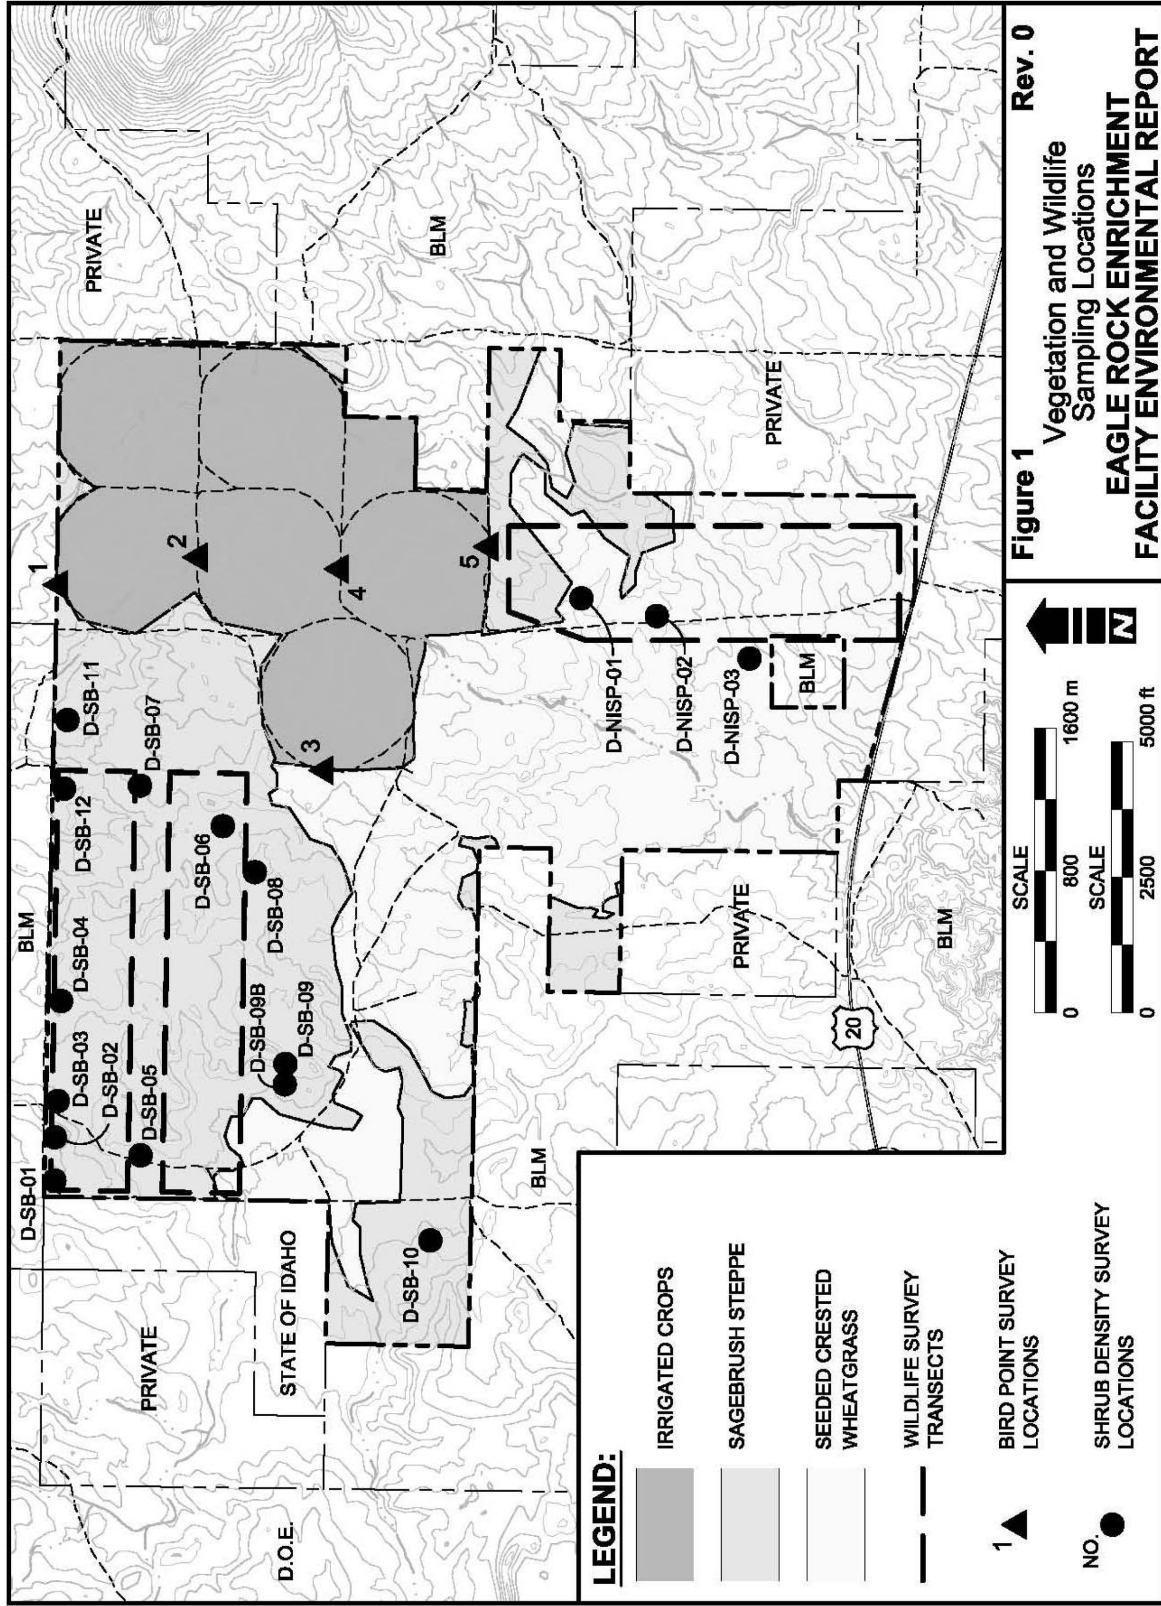 PRIVATE
BLM
1
2
3
4
5
D-SB-01
D-SB-02
D-SB-03
D-SB-04
D-SB-05
D-SB-06
D-SB-07
D-SB-08
D-SB-09B
D-SB-09
D-SB-10
D-SB-11
D-SB-12
BLM
PRIVATE
STATE OF IDAHO
D.O.E.
BLM
PRIVATE
BLM
20
D-NISP-01
D-NISP-02
D-NISP-03
BLM
PRIVATE
PRIVATE
LEGEND:
IRRIGATED CROPS
SAGEBRUSH STEPPE
SEEDED CRESTED
WHEATGRASS
WILDLIFE SURVEY
TRANSECTS
1
BIRD POINT SURVEY
LOCATIONS
NO.
SHRUB DENSITY SURVEY
LOCATIONS
SCALE
0 800 1600 m
SCALE
0 2500 5000 ft
N
Figure 1 Rev. 0
Vegetation and Wildlife
Sampling Locations
EAGLE ROCK ENRICHMENT
FACILITY ENVIRONMENTAL REPORT